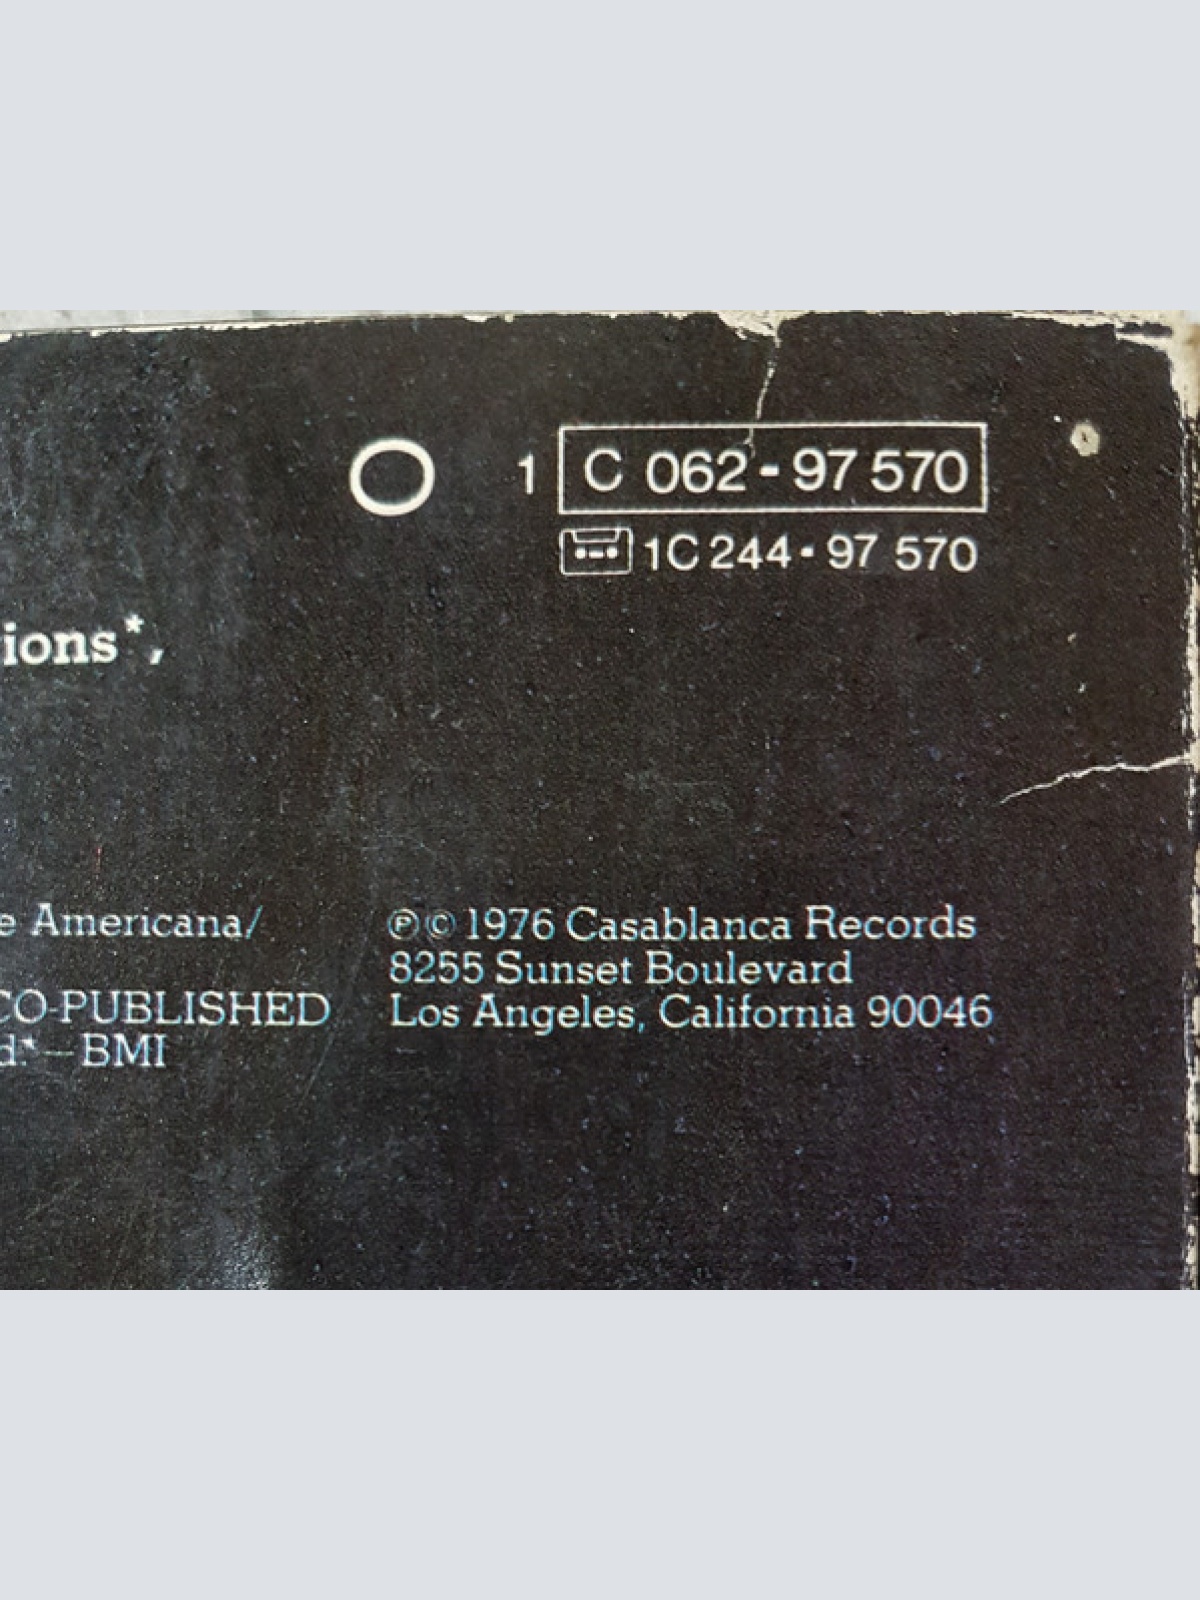 1 C 062-97 570
1C 244-97 570
ions*,
e Americana/
CO-PUBLISHED
d.*—BMI
℗ © 1976 Casablanca Records
8255 Sunset Boulevard
Los Angeles, California 90046